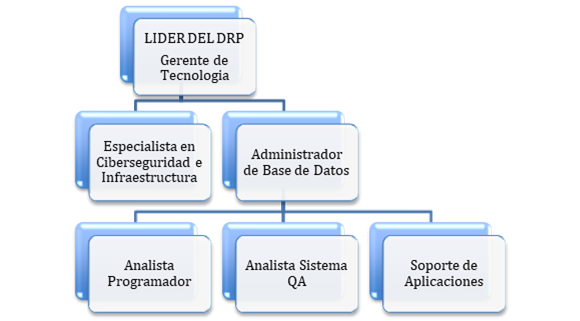 LIDER DEL DRP
Gerente de
Tecnologia
Especialista en
Ciberseguridad e
Infraestructura
Administrador
de Base de Datos
Analista
Programador
Analista Sistema
QA
Soporte de
Aplicaciones